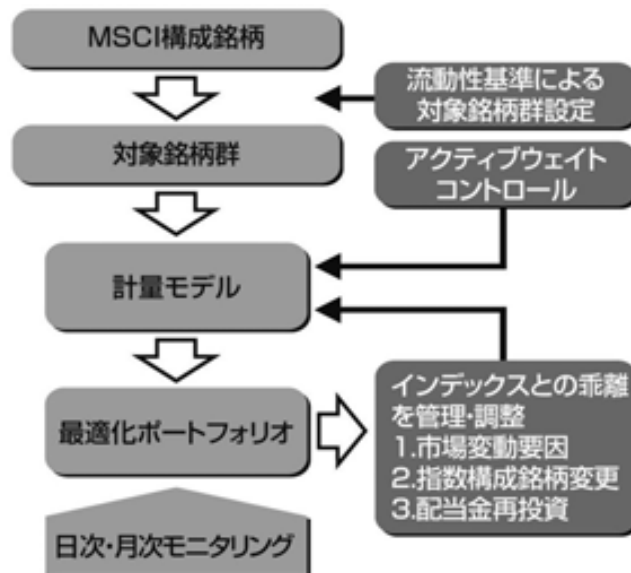 MSCI構成銘柄
流動性基準による
対象銘柄群設定
対象銘柄群
アクティブウェイト
コントロール
計量モデル
最適化ポートフォリオ
インデックスとの乖離
を管理・調整
1.市場変動要因
2.指数構成銘柄変更
3.配当金再投資
日次・月次モニタリング